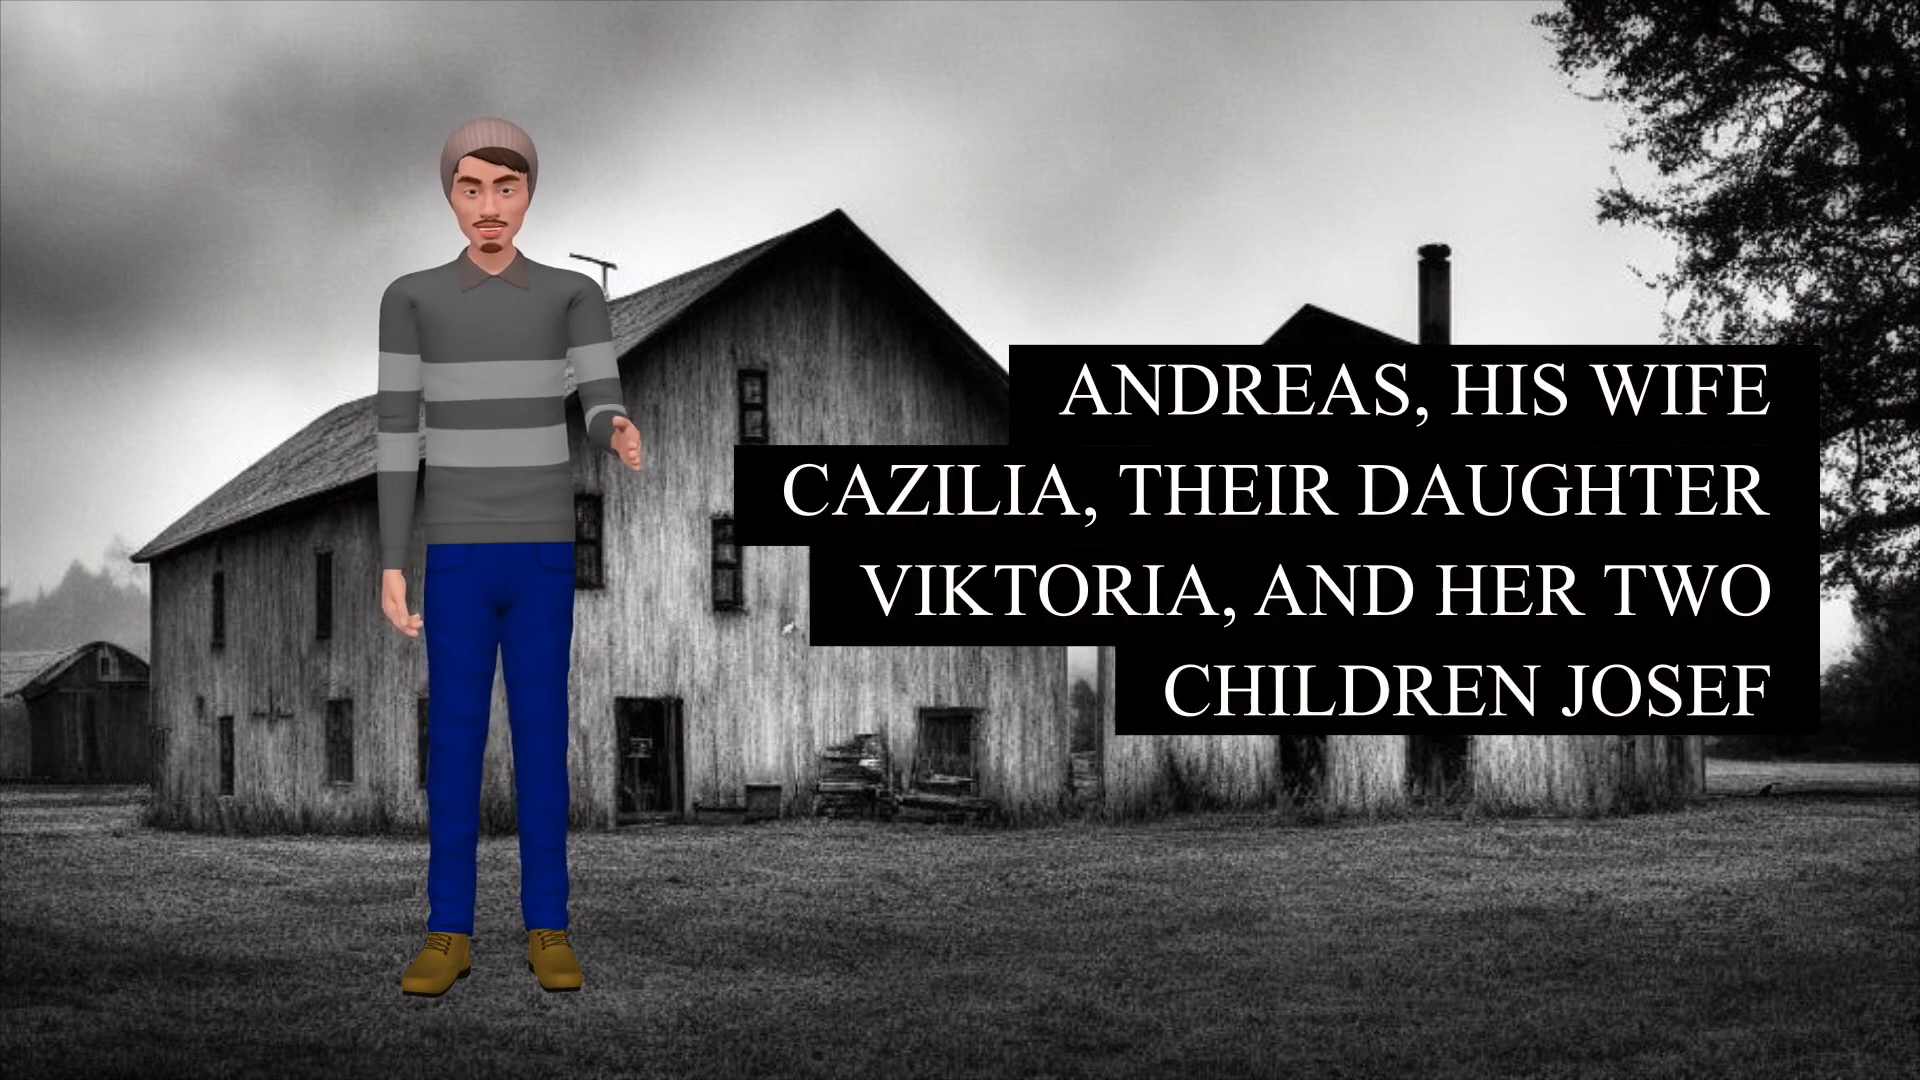 ANDREAS, HIS WIFE
CAZILIA, THEIR DAUGHTER
VIKTORIA, AND HER TWO
CHILDREN JOSEF